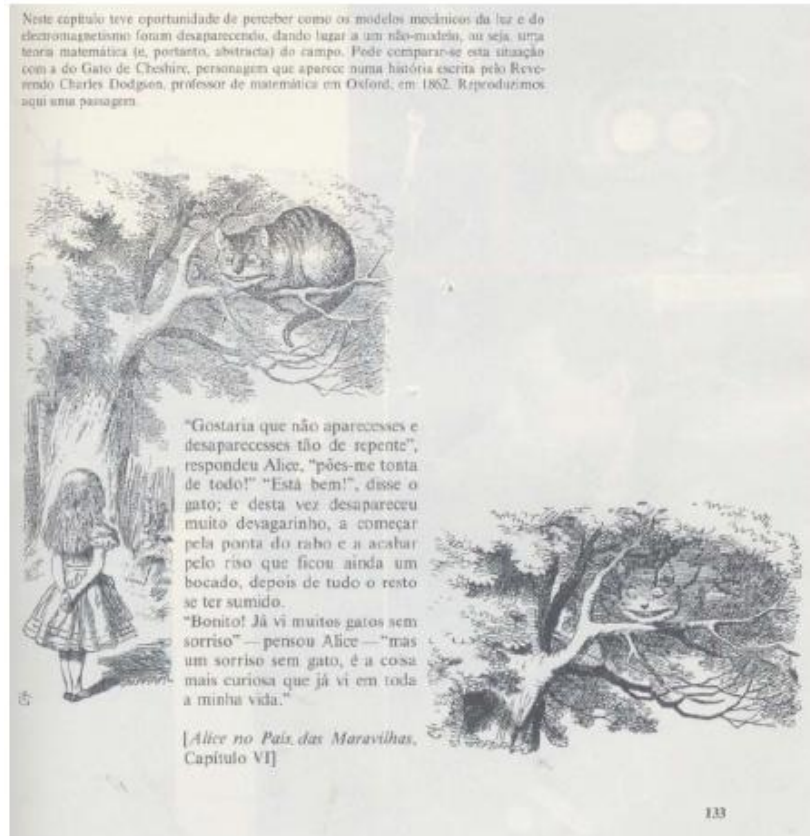 Neste capítulo teve oportunidade de perceber como os modelos mecânicos da luz e do
electromagnetismo foram desaparecendo, dando lugar a um não-modelo, ou seja, uma
teoria matemática (e, portanto, abstracta) do campo. Pode comparar-se esta situação
com a do Gato de Cheshire, personagem que aparece numa história escrita pelo Reve-
rendo Charles Dodgson, professor de matemática em Oxford, em 1862. Reproduzimos
aqui uma passagem.
"Gostaria que não aparecesses e
desaparecesses tão de repente",
respondeu Alice, "pões-me tonta
de todo!" "Está bem!", disse o
gato; e desta vez desapareceu
muito devagarinho, a começar
pela ponta do rabo e a acabar
pelo riso que ficou ainda um
bocado, depois de tudo o resto
se ter sumido.
"Bonito! Já vi muitos gatos sem
sorriso" — pensou Alice — "mas
um sorriso sem gato, é a coisa
mais curiosa que já vi em toda
a minha vida."
[Alice no País das Maravilhas,
Capítulo VI]
133